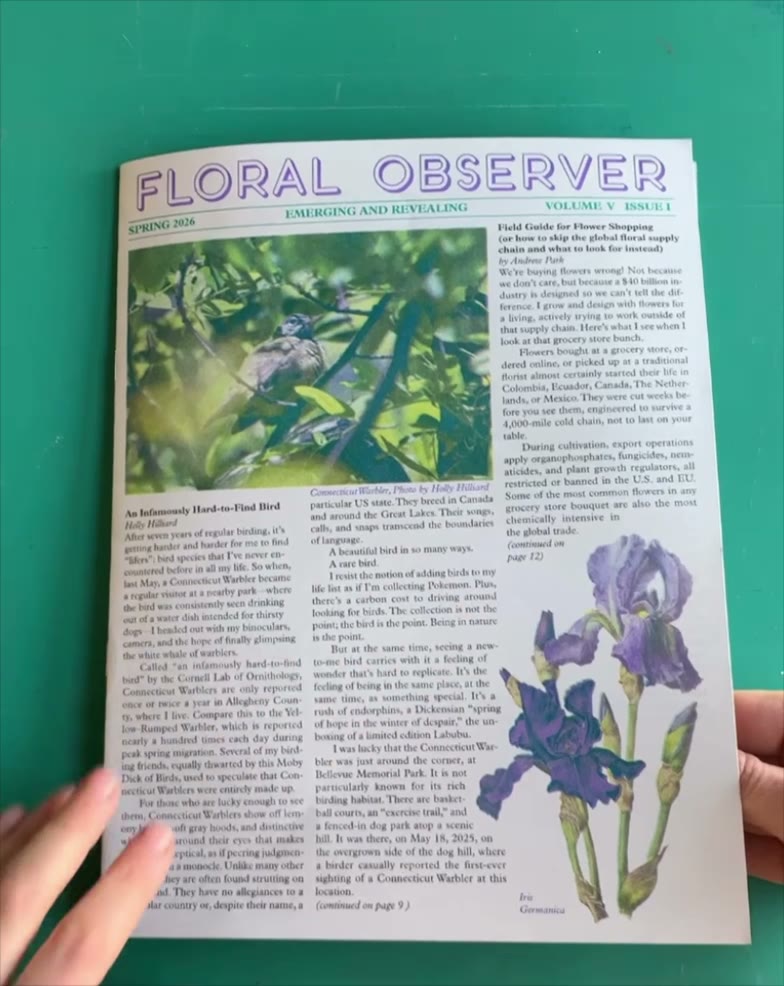 FLORAL OBSERVER
SPRING 2026
EMERGING AND REVEALING
VOLUME V ISSUE 1
An Infamously Hard-to-Find Bird
Holly Hilliard
After seven years of regular birding, it's
getting harder and harder for me to find
"lifers": bird species that I've never en-
countered before in all my life. So when,
last May, a Connecticut Warbler became
a regular visitor at a nearby park—where
the bird was consistently seen drinking
out of a water dish intended for thirsty
dogs—I headed out with my binoculars,
camera, and the hope of finally glimpsing
the white whale of warblers.
Called "an infamously hard-to-find
bird" by the Cornell Lab of Ornithology,
Connecticut Warblers are only reported
once or twice a year in Allegheny Coun-
ty, where I live. Compare this to the Yel-
low-Rumped Warbler, which is reported
nearly a hundred times each day during
peak spring migration. Several of my bird-
ing friends, equally thwarted by this Moby
Dick of Birds, used to speculate that Con-
necticut Warblers were entirely made up.
For those who are lucky enough to see
them, Connecticut Warblers show off lem-
ony soft gray hoods, and distinctive
around their eyes that makes
as if peering judgmen-
a monocle. Unlike many other
they are often found strutting on
They have no allegiances to a
country or, despite their name, a
Connecticut Warbler, Photo by Holly Hilliard
particular US state. They breed in Canada
and around the Great Lakes. Their songs,
calls, and snaps transcend the boundaries
of language.
A beautiful bird in so many ways.
A rare bird.
I resist the notion of adding birds to my
life list as if I'm collecting Pokemon. Plus,
there's a carbon cost to driving around
looking for birds. The collection is not the
point; the bird is the point. Being in nature
is the point.
But at the same time, seeing a new-
to-me bird carries with it a feeling of
wonder that's hard to replicate. It's the
feeling of being in the same place, at the
same time, as something special. It's a
rush of endorphins, a Dickensian "spring
of hope in the winter of despair," the un-
boxing of a limited edition Labubu.
I was lucky that the Connecticut War-
bler was just around the corner, at
Bellevue Memorial Park. It is not
particularly known for its rich
birding habitat. There are basket-
ball courts, an "exercise trail," and
a fenced-in dog park atop a scenic
hill. It was there, on May 18, 2025, on
the overgrown side of the dog hill, where
a birder casually reported the first-ever
sighting of a Connecticut Warbler at this
location.
(continued on page 9 )
Field Guide for Flower Shopping
(or how to skip the global floral supply
chain and what to look for instead)
by Andrew Park
We're buying flowers wrong! Not because
we don't care, but because a $40 billion in-
dustry is designed so we can't tell the dif-
ference. I grow and design with flowers for
a living, actively trying to work outside of
that supply chain. Here's what I see when I
look at that grocery store bunch.
Flowers bought at a grocery store, or-
dered online, or picked up at a traditional
florist almost certainly started their life in
Colombia, Ecuador, Canada, The Nether-
lands, or Mexico. They were cut weeks be-
fore you see them, engineered to survive a
4,000-mile cold chain, not to last on your
table.
During cultivation, export operations
apply organophosphates, fungicides, nem-
aticides, and plant growth regulators, all
restricted or banned in the U.S. and EU.
Some of the most common flowers in any
grocery store bouquet are also the most
chemically intensive in
the global trade.
(continued on
page 12)
Iris
Germanica